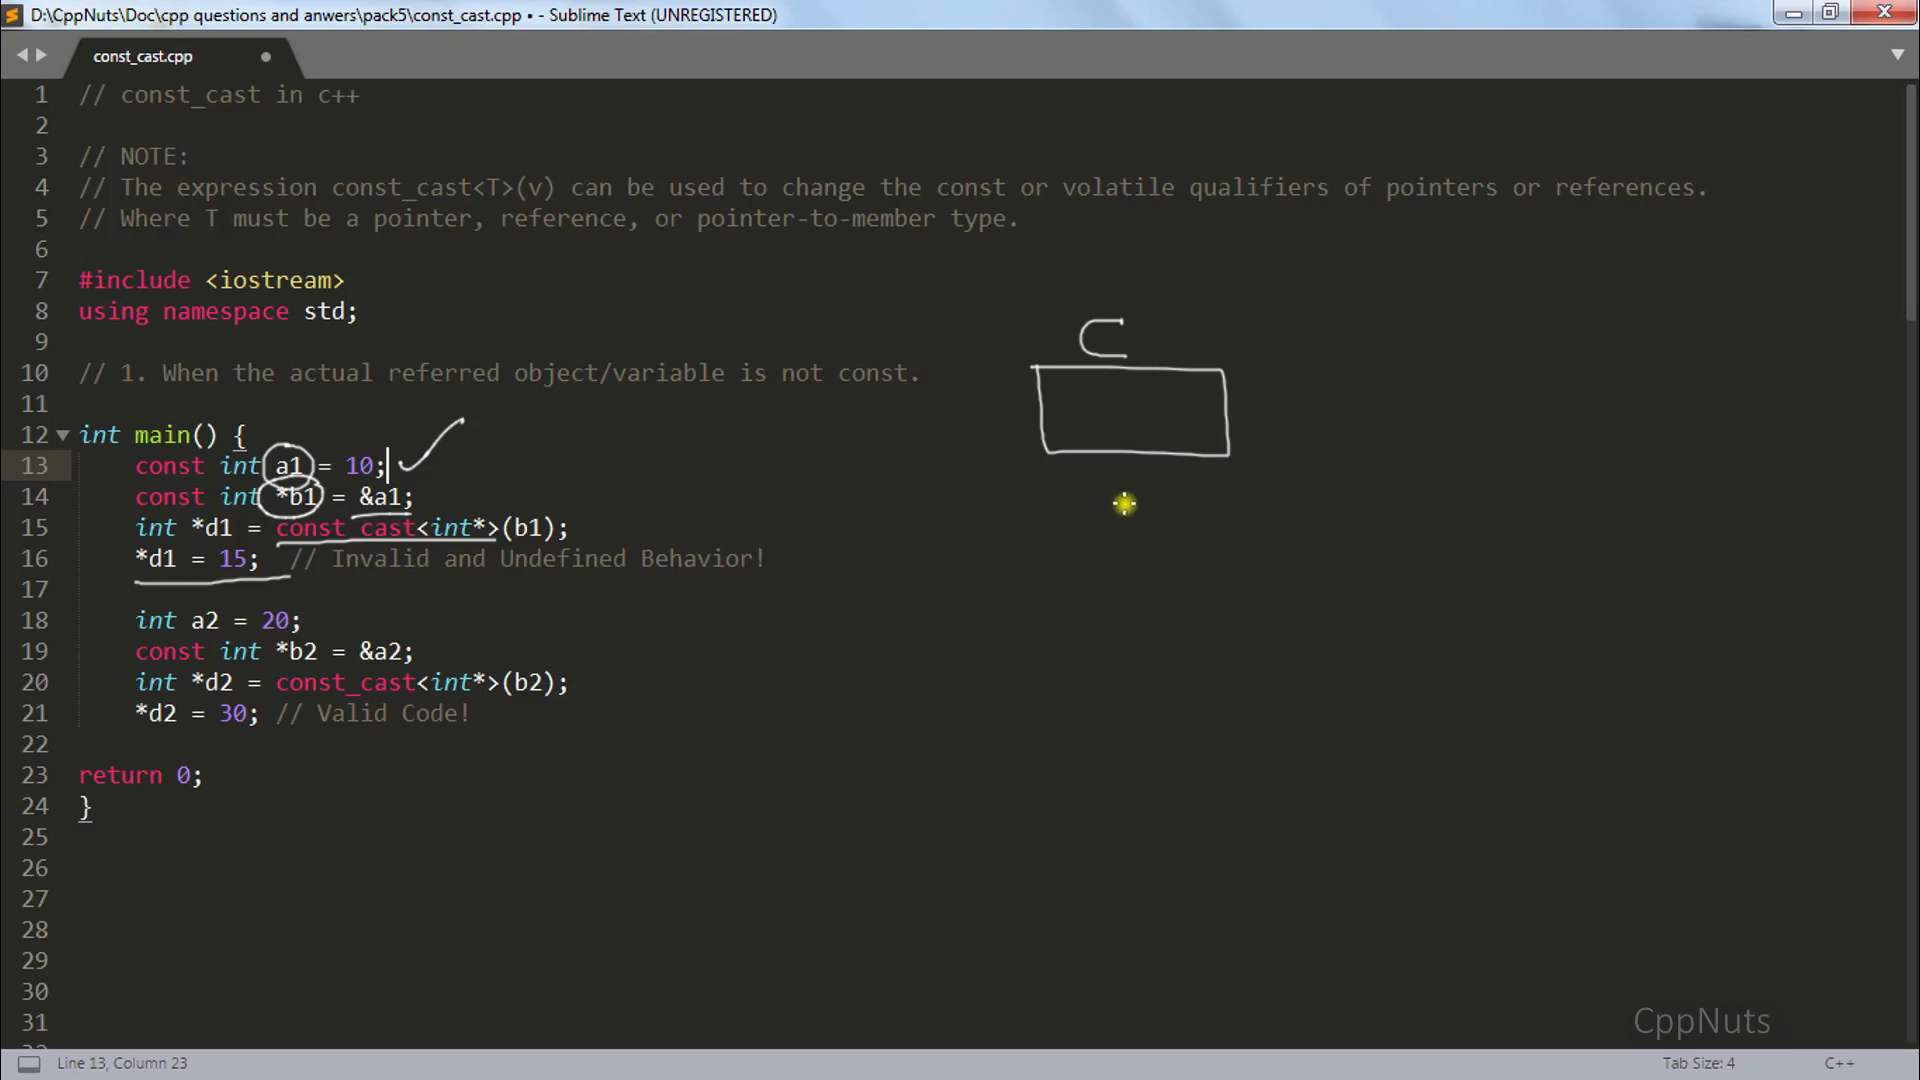 D:\CppNuts\Doc\cpp questions and anwers\pack5\const_cast.cpp • - Sublime Text (UNREGISTERED)
const_cast.cpp
1 // const_cast in c++
2
3 // NOTE:
4 // The expression const_cast<T>(v) can be used to change the const or volatile qualifiers of pointers or references.
5 // Where T must be a pointer, reference, or pointer-to-member type.
6
7 #include <iostream>
8 using namespace std;
9
10 // 1. When the actual referred object/variable is not const.
11
12 int main() {
13 const int a1 = 10;
14 const int *b1 = &a1;
15 int *d1 = const_cast<int*>(b1);
16 *d1 = 15; // Invalid and Undefined Behavior!
17
18 int a2 = 20;
19 const int *b2 = &a2;
20 int *d2 = const_cast<int*>(b2);
21 *d2 = 30; // Valid Code!
22
23 return 0;
24 }
25
26
27
28
29
30
31
C
CppNuts
Line 13, Column 23
Tab Size: 4
C++